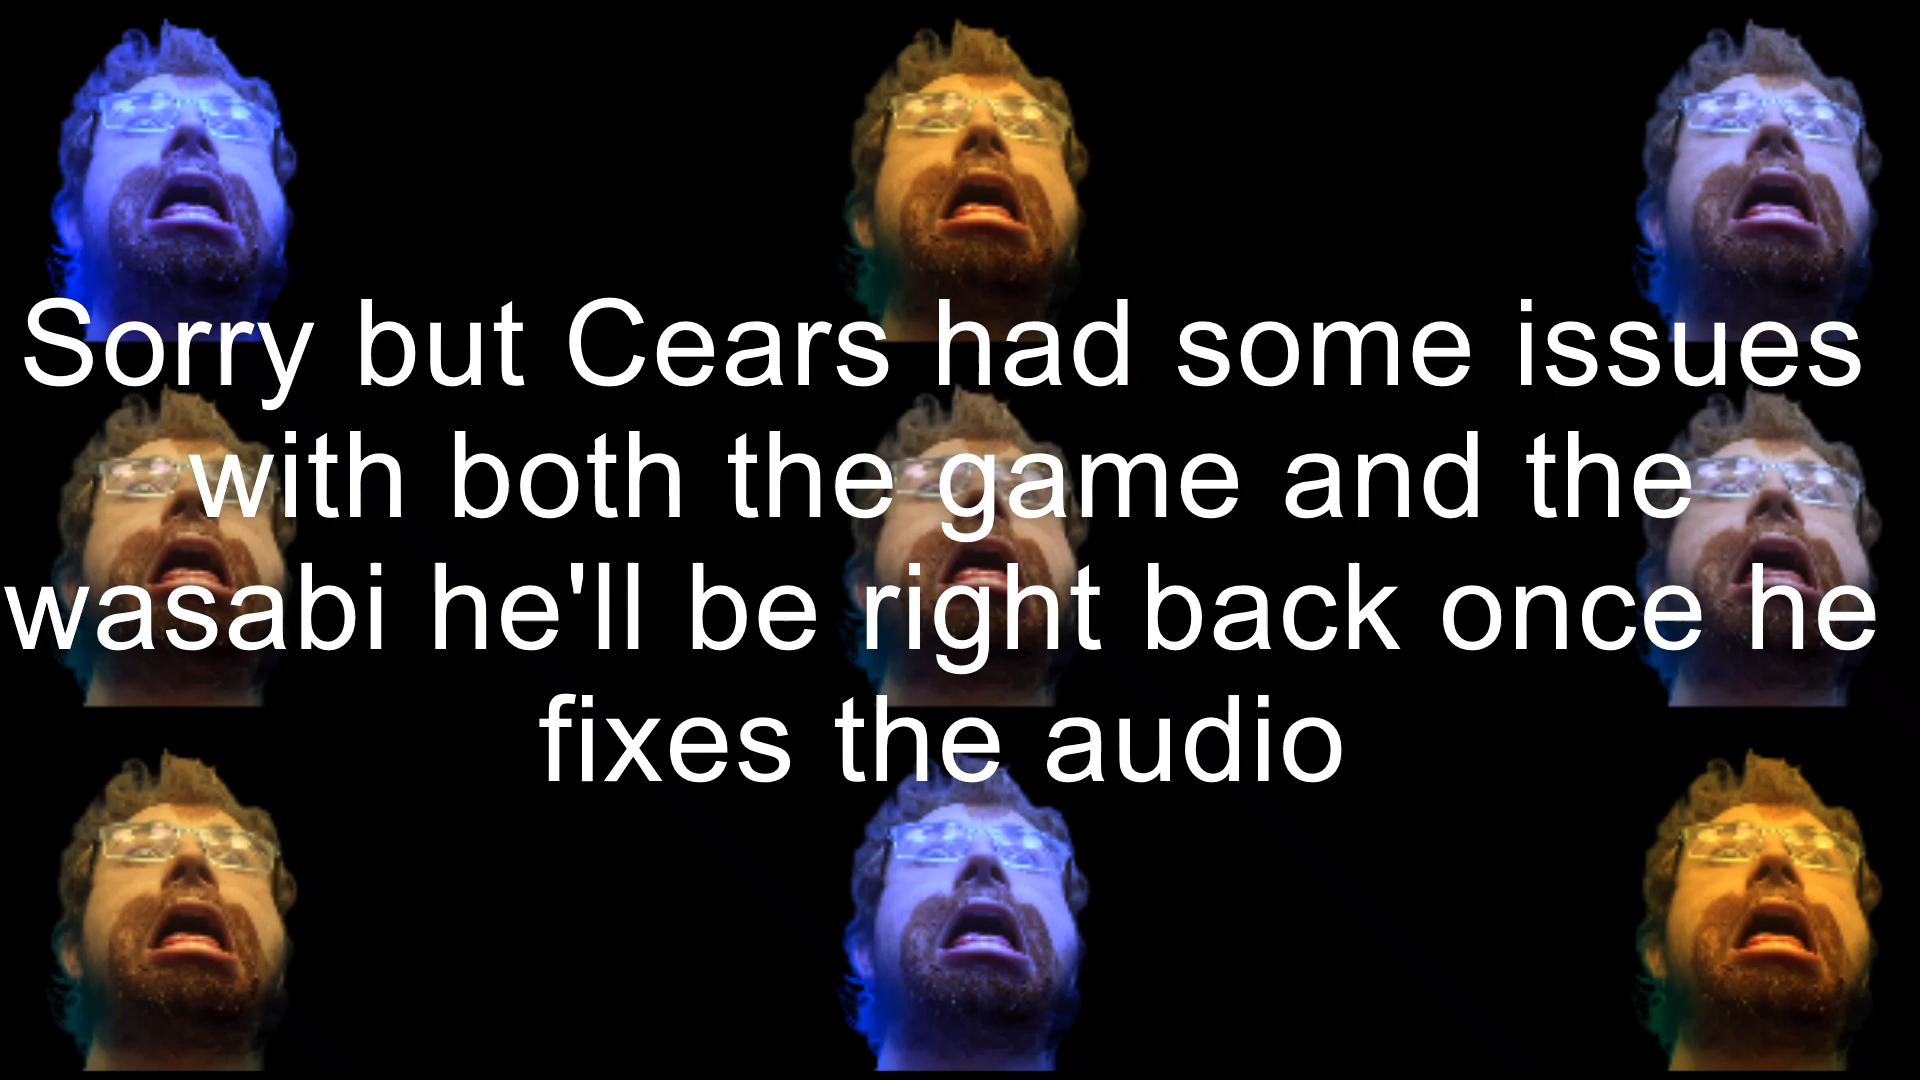 Sorry but Cears had some issues
with both the game and the
wasabi he'll be right back once he
fixes the audio